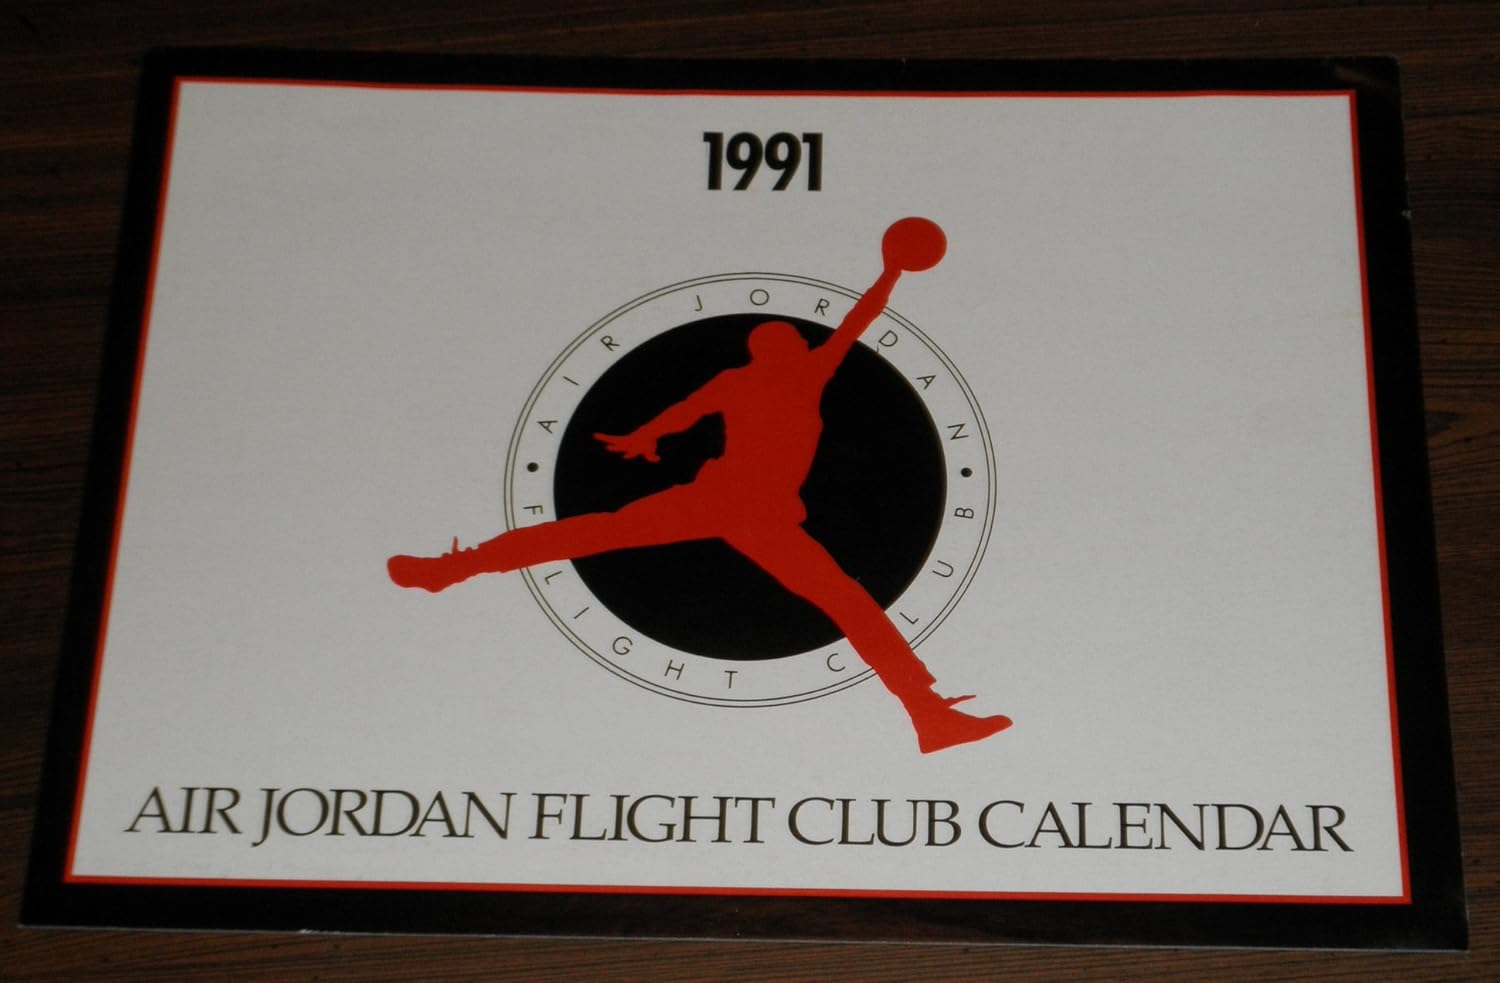 1991
AIR JORDAN
FLIGHT CLUB
AIR JORDAN FLIGHT CLUB CALENDAR